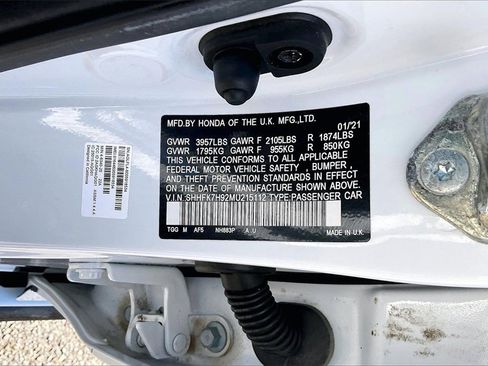 MFD.BY HONDA OF THE U.K. MFG.,LTD.
01/21
GVWR 3957LBS GAWR F 2105LBS R 1874LBS
GVWR 1795KG GAWR F 955KG R 850KG
THIS VEHICLE CONFORMS TO ALL APPLICABLE
FEDERAL MOTOR VEHICLE SAFETY , BUMPER ,
AND THEFT PREVENTION STANDARDS IN EFFECT
ON THE DATE OF MANUFACTURE SHOWN ABOVE.
V.I.N:SHHFK7H92MU215112 TYPE:PASSENGER CAR
TGG M AF5 NH883P A .U
MADE IN U.K.